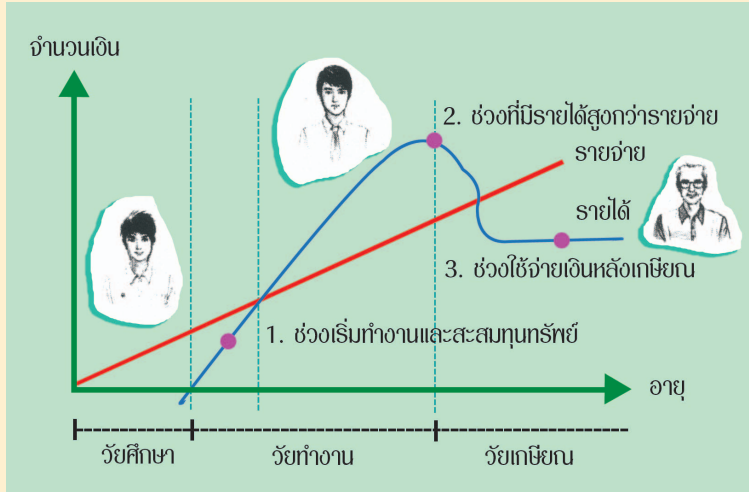 จำนวนเงิน
2. ช่วงที่มีรายได้สูงกว่ารายจ่าย
รายจ่าย
รายได้
3. ช่วงใช้จ่ายเงินหลังเกษียณ
1. ช่วงเริ่มทำงานและสะสมทุนทรัพย์
อายุ
วัยศึกษา
วัยทำงาน
วัยเกษียณ